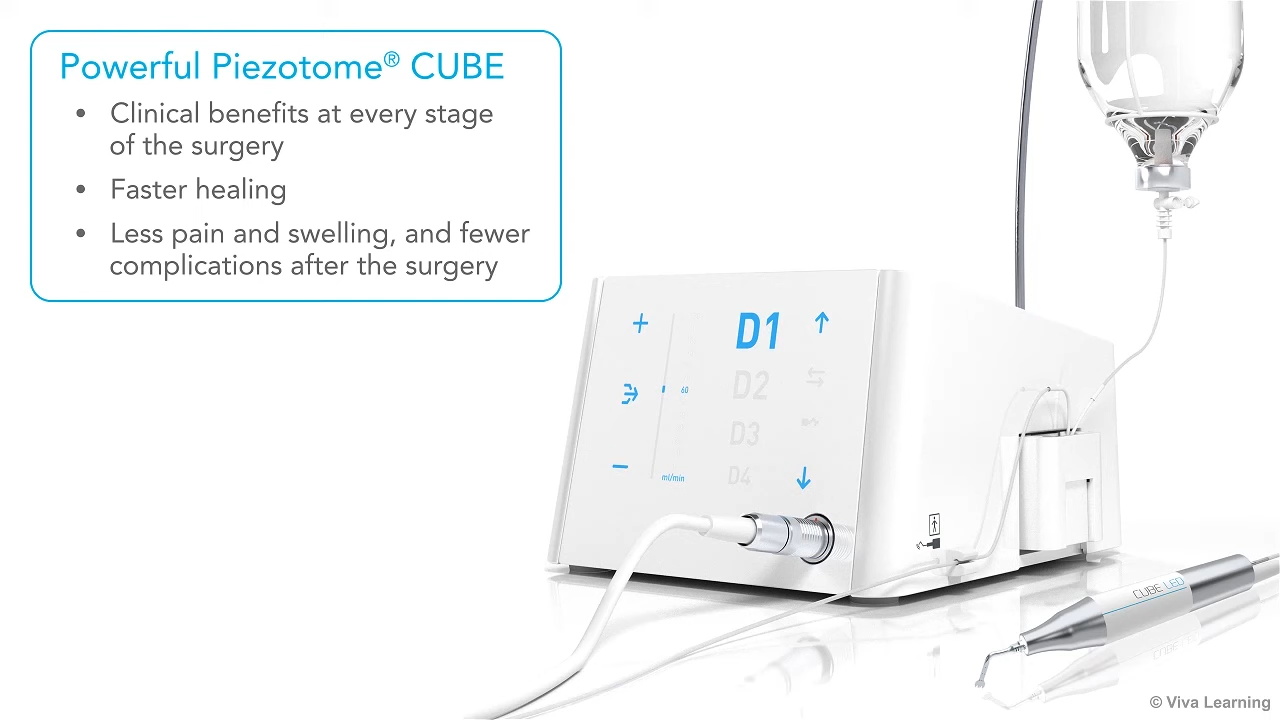 Powerful Piezotome® CUBE
• Clinical benefits at every stage
of the surgery
• Faster healing
• Less pain and swelling, and fewer
complications after the surgery
D1
D2
60
D3
D4
ml/min
CUBE LED
© Viva Learning